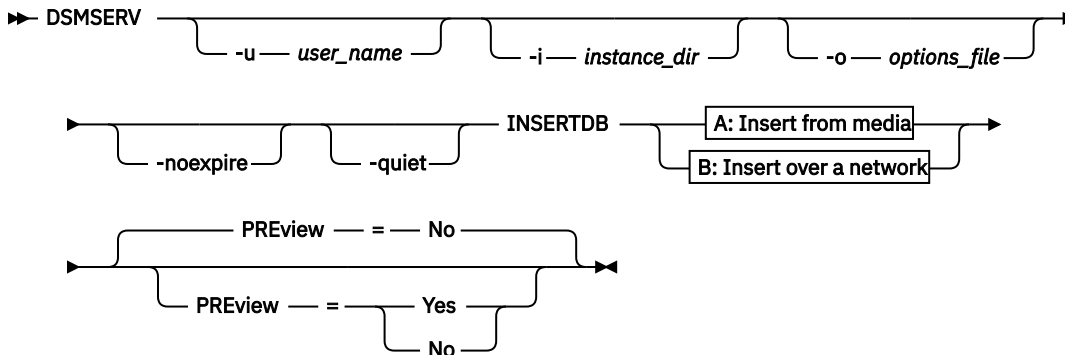 DSMSERV
-u user_name -i instance_dir -o options_file
INSERTDB A: Insert from media
-noexpire -quiet B: Insert over a network
PREview = No
PREview = Yes
No